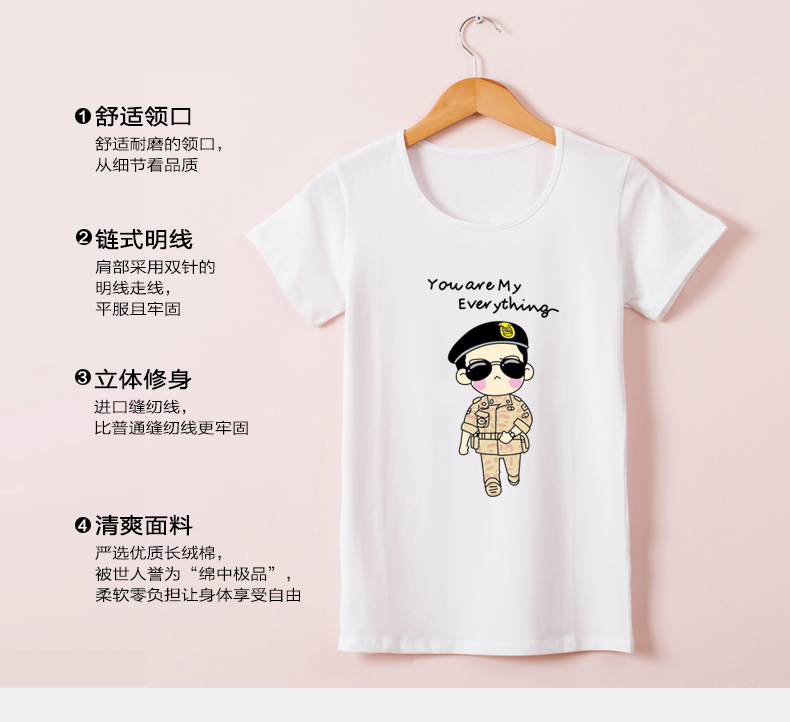 1 舒适领口
舒适耐磨的领口，
从细节看品质
2 链式明线
肩部采用双针的
明线走线，
平服且牢固
3 立体修身
进口缝纫线，
比普通缝纫线更牢固
4 清爽面料
严选优质长绒棉，
被世人誉为“绵中极品”，
柔软零负担让身体享受自由
You are My
Everything